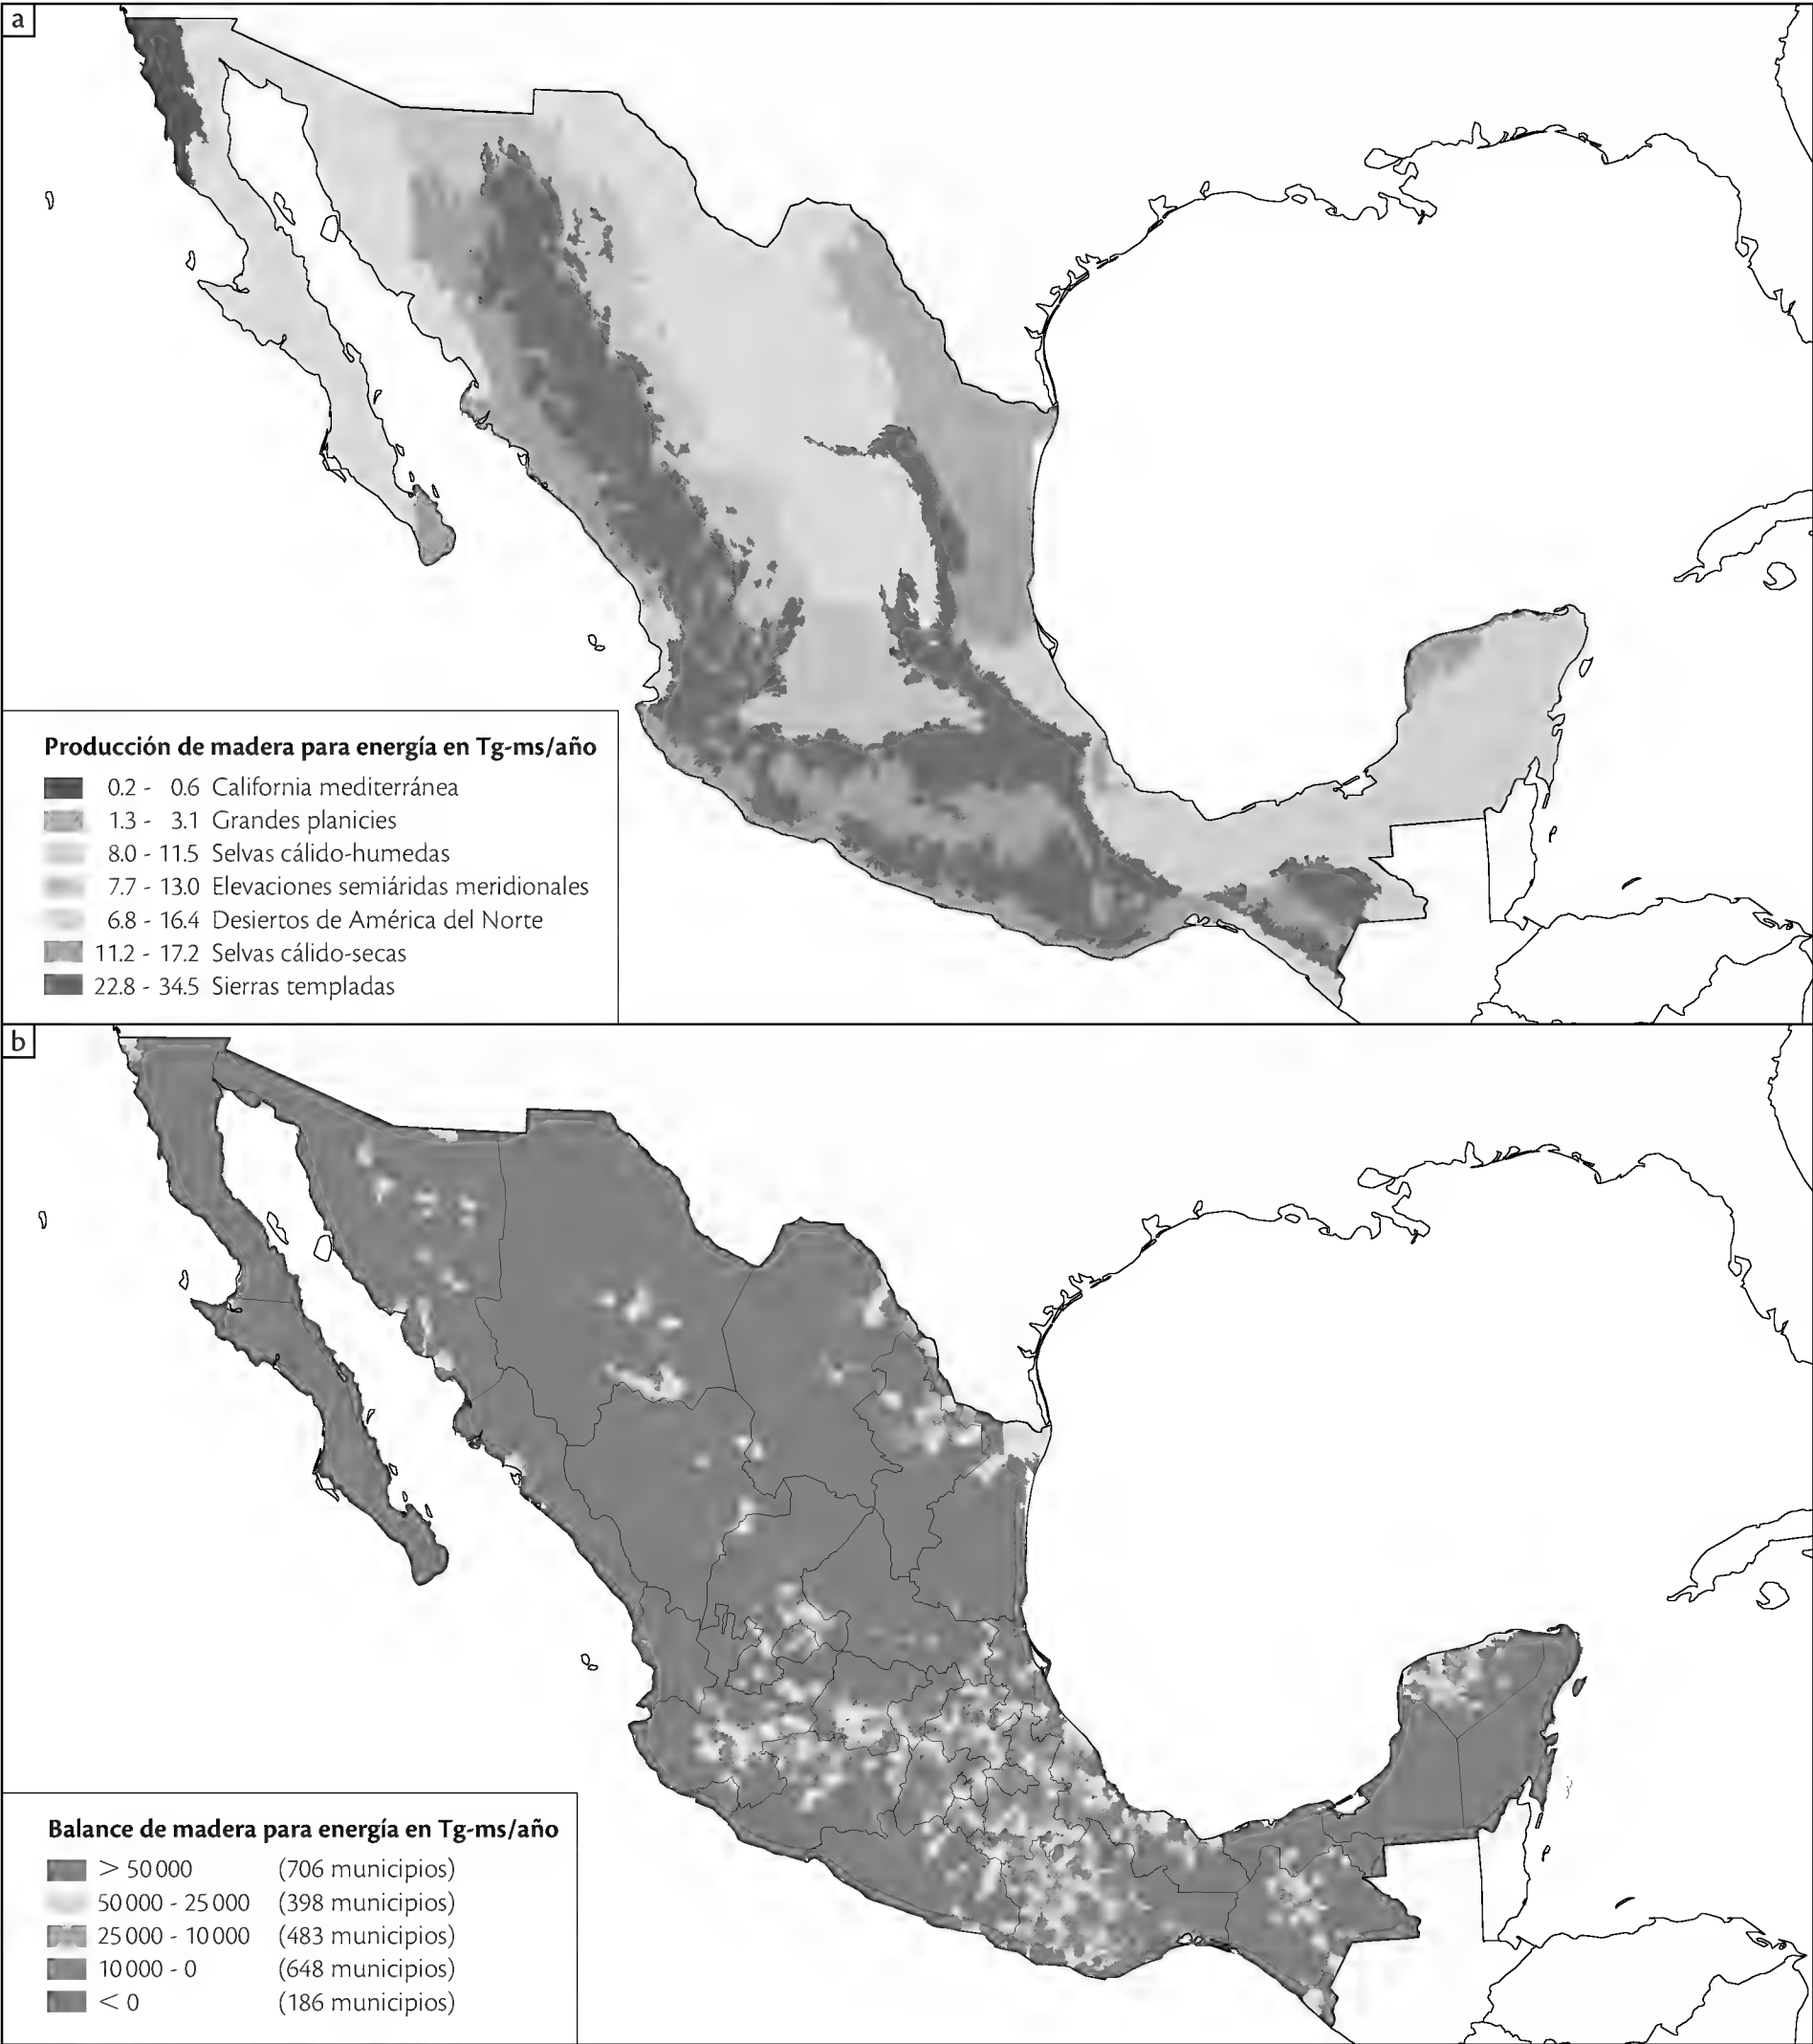 a
Producción de madera para energía en Tg-ms/año
0.2 - 0.6 California mediterránea
1.3 - 3.1 Grandes planicies
8.0 - 11.5 Selvas cálido-humedas
7.7 - 13.0 Elevaciones semiáridas meridionales
6.8 - 16.4 Desiertos de América del Norte
11.2 - 17.2 Selvas cálido-secas
22.8 - 34.5 Sierras templadas
b
Balance de madera para energía en Tg-ms/año
> 50 000 (706 municipios)
50 000 - 25 000 (398 municipios)
25 000 - 10 000 (483 municipios)
10 000 - 0 (648 municipios)
< 0 (186 municipios)